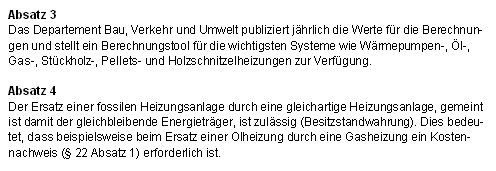 Absatz 3
Das Departement Bau, Verkehr und Umwelt publiziert jährlich die Werte für die Berechnun-
gen und stellt ein Berechnungstool für die wichtigsten Systeme wie Wärmepumpen-, Öl-,
Gas-, Stückholz-, Pellets- und Holzschnitzelheizungen zur Verfügung.
Absatz 4
Der Ersatz einer fossilen Heizungsanlage durch eine gleichartige Heizungsanlage, gemeint
ist damit der gleichbleibende Energieträger, ist zulässig (Besitzstandwahrung). Dies bedeu-
tet, dass beispielsweise beim Ersatz einer Ölheizung durch eine Gasheizung ein Kosten-
nachweis (§ 22 Absatz 1) erforderlich ist.